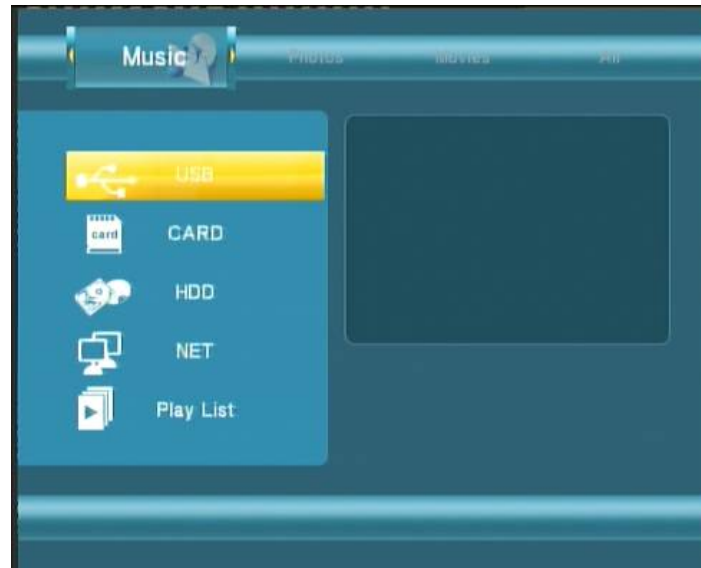 Music Photos Movies All
USB
card CARD
HDD
NET
Play List